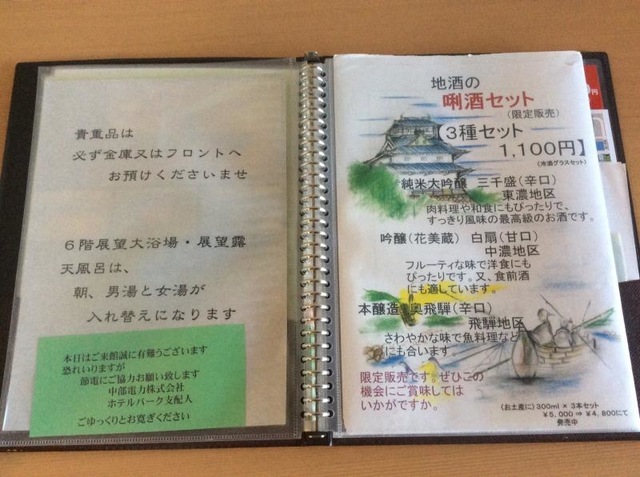 貴重品は
必ず金庫又はフロントへ
お預けくださいませ
6階展望大浴場・展望露
天風呂は、
朝、男湯と女湯が
入れ替えになります
本日はご来館誠に有難うございます
恐れいりますが
節電にご協力お願い致します
中部電力株式会社
ホテルパーク支配人
ごゆっくりとお寛ぎください
地酒の
唎酒セット
(限定販売)
【3種セット
1,100円】
(冷酒グラスセット)
純米大吟醸 三千盛(辛口)
東濃地区
肉料理や和食にもぴったりで、
すっきり風味の最高級のお酒です。
吟醸(花美蔵) 白扇(甘口)
中濃地区
フルーティな味で洋食にも
ぴったりです。又、食前酒
にも適しています。
本醸造 奥飛騨(辛口)
飛騨地区
さわやかな味で魚料理など
にも合います。
限定販売です。ぜひこの
機会にご賞味しては
いかがですか。
(お土産に)300ml×3本セット
¥5,000⇒¥4,800にて
発売中
円